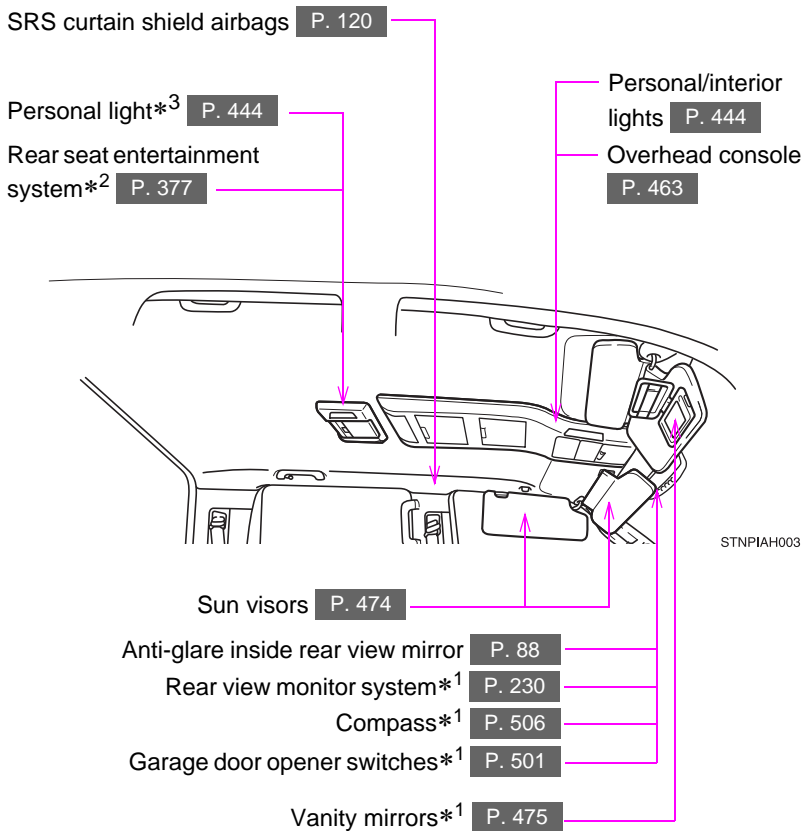 SRS curtain shield airbags P. 120
Personal light*3 P. 444
Rear seat entertainment
system*2 P. 377
Personal/interior
lights P. 444
Overhead console
P. 463
STNPIAH003
Sun visors P. 474
Anti-glare inside rear view mirror P. 88
Rear view monitor system*1 P. 230
Compass*1 P. 506
Garage door opener switches*1 P. 501
Vanity mirrors*1 P. 475